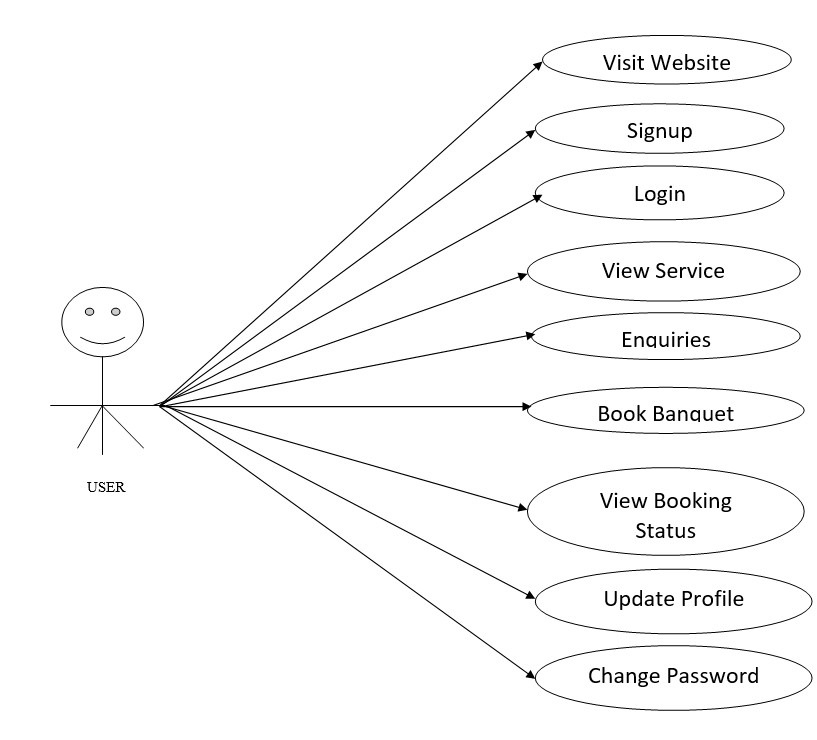 Visit Website
Signup
Login
View Service
Enquiries
Book Banquet
View Booking
Status
Update Profile
Change Password
USER